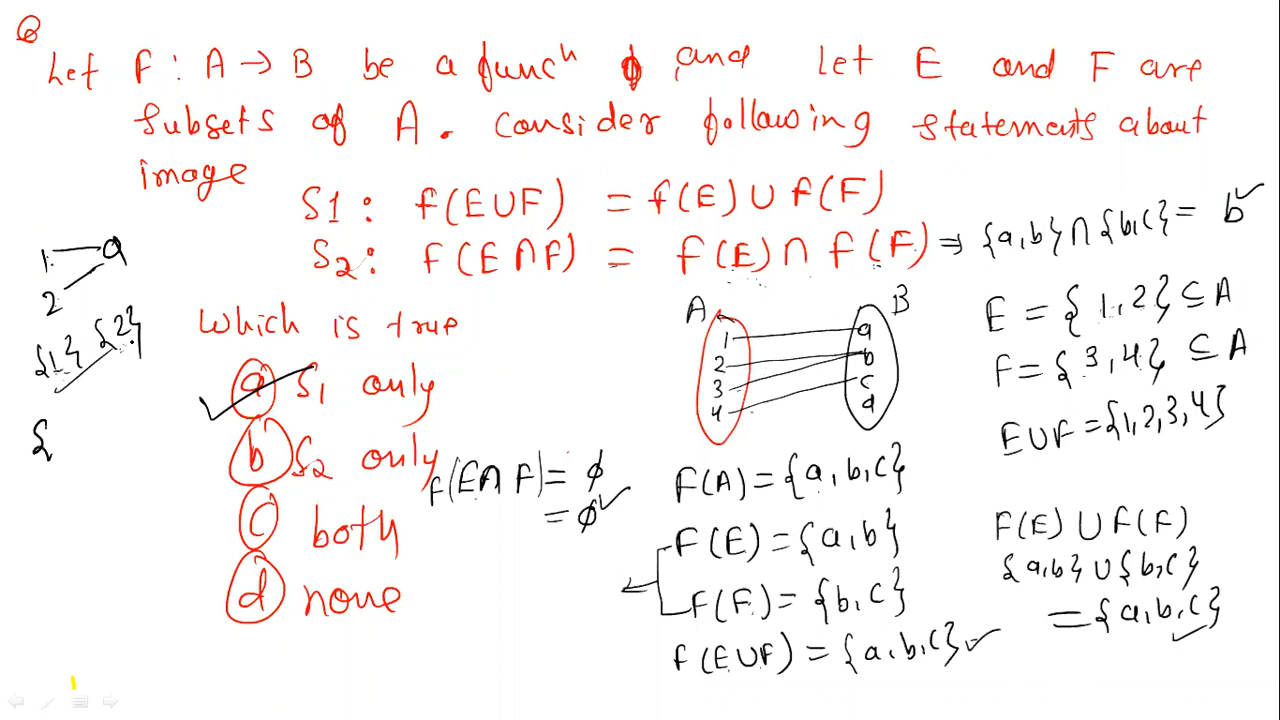 Q
Let F : A → B be a funcⁿ ϕ and let E and F are
Subsets of A. consider following statements about
image
S1 : f(E∪F) = f(E) ∪ f(F)
S2 : F(E∩F) = f(E) ∩ f(F) ⇒ {a,b} ∩ {b,c} = b
1 a
2
{1} {2}
{
Which is true
a S1 only
b S2 only
c both
d none
f(E∩F) = ϕ
= ϕ
A B
1 a
2 b
3 c
4 d
F(A) = {a,b,c}
F(E) = {a,b}
f(F) = {b,c}
f(E∪F) = {a,b,c}
E = {1,2} ⊆ A
F = {3,4} ⊆ A
E∪F = {1,2,3,4}
F(E) ∪ f(F)
{a,b} ∪ {b,c}
= {a,b,c}